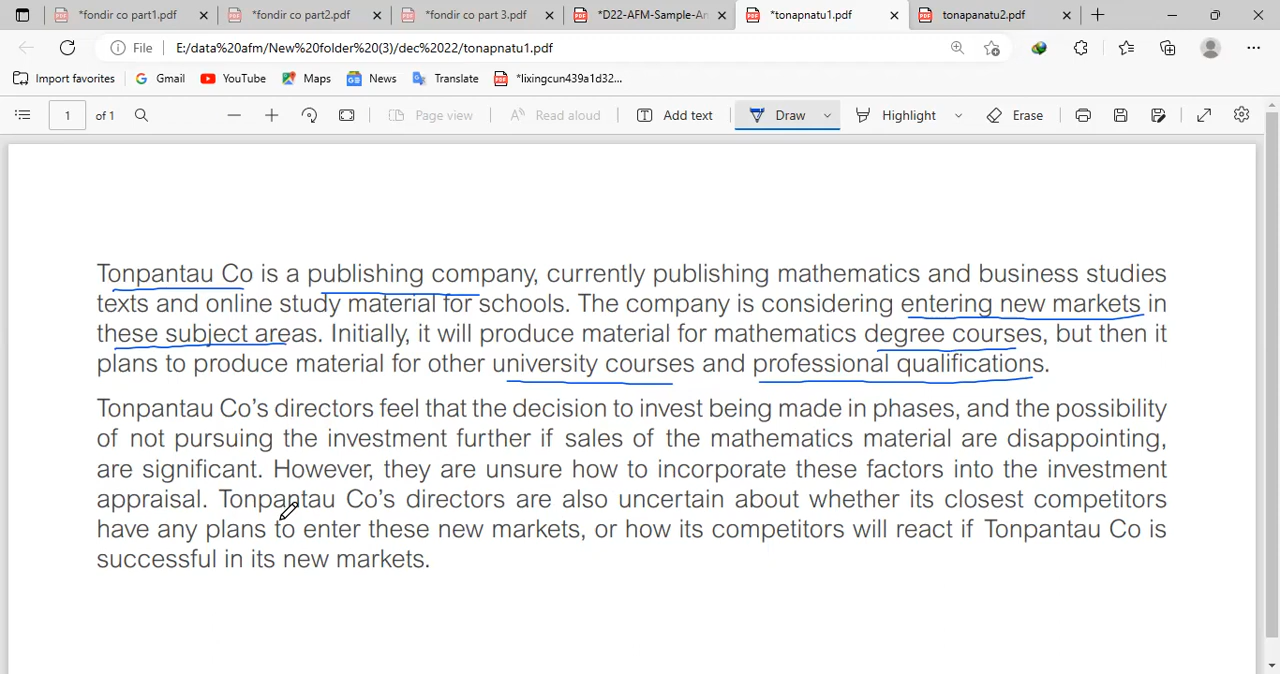 *fondir co part1.pdf
*fondir co part2.pdf
*fondir co part 3.pdf
*D22-AFM-Sample-An
*tonapnatu1.pdf
tonapanatu2.pdf
File
E:/data%20afm/New%20folder%20(3)/dec%2022/tonapnatu1.pdf
Import favorites
Gmail
YouTube
Maps
News
Translate
*lixingcun439a1d32...
1
of 1
Page view
Read aloud
Add text
Draw
Highlight
Erase
Tonpantau Co is a publishing company, currently publishing mathematics and business studies
texts and online study material for schools. The company is considering entering new markets in
these subject areas. Initially, it will produce material for mathematics degree courses, but then it
plans to produce material for other university courses and professional qualifications.
Tonpantau Co's directors feel that the decision to invest being made in phases, and the possibility
of not pursuing the investment further if sales of the mathematics material are disappointing,
are significant. However, they are unsure how to incorporate these factors into the investment
appraisal. Tonpantau Co's directors are also uncertain about whether its closest competitors
have any plans to enter these new markets, or how its competitors will react if Tonpantau Co is
successful in its new markets.